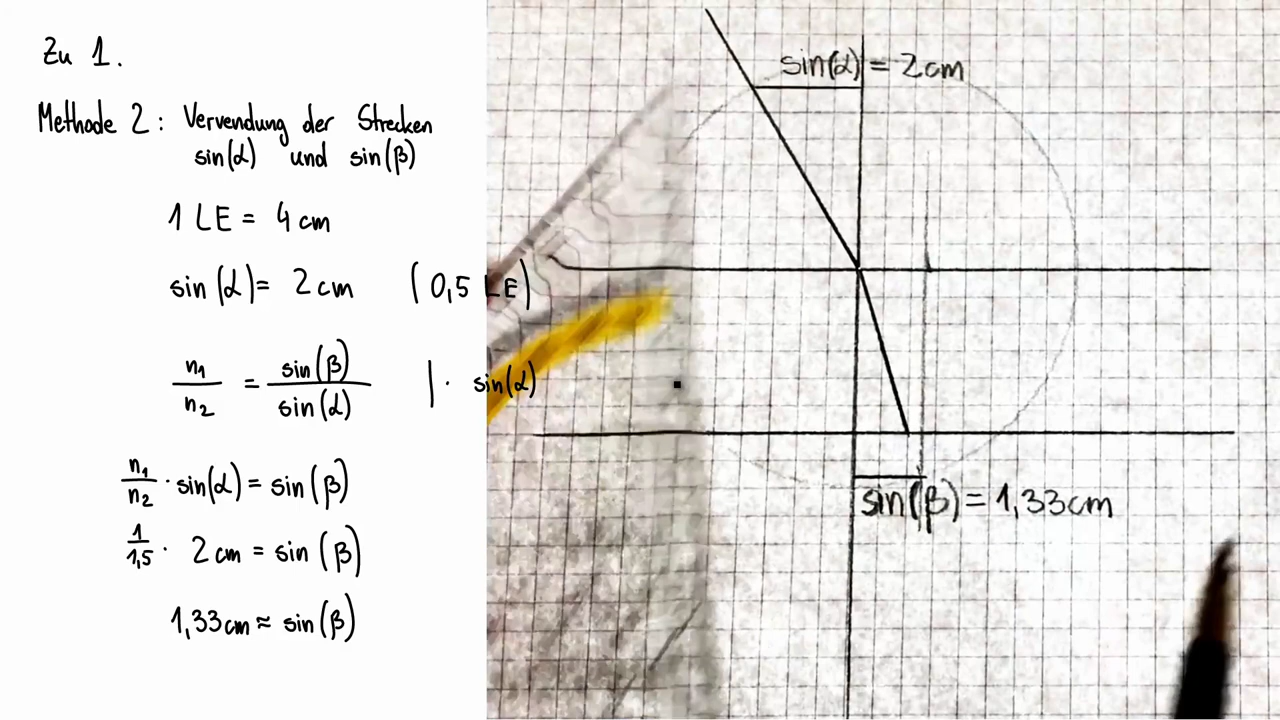 Zu 1.
Methode 2: Vervendung der Strecken
sin(α) und sin(β)
1 LE = 4 cm
sin(α) = 2 cm (0,5 LE)
n₁/n₂ = sin(β)/sin(α) | · sin(α)
n₁/n₂ · sin(α) = sin(β)
1/1,5 · 2 cm = sin(β)
1,33 cm ≈ sin(β)
sin(α) = 2 cm
sin(β) = 1,33 cm